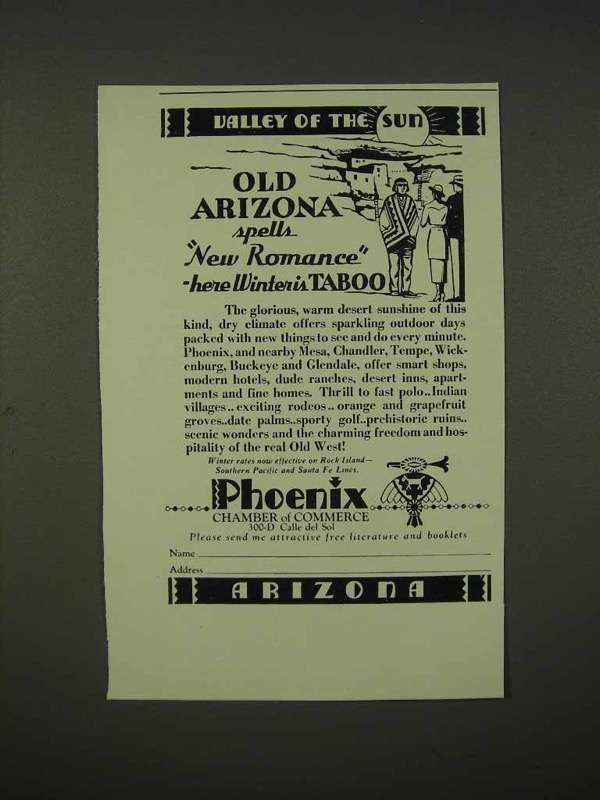 VALLEY OF THE SUN
OLD
ARIZONA
spells
"New Romance"
-here Winter is TABOO
The glorious, warm desert sunshine of this
kind, dry climate offers sparkling outdoor days
packed with new things to see and do every minute.
Phoenix, and nearby Mesa, Chandler, Tempe, Wick-
enburg, Buckeye and Glendale, offer smart shops,
modern hotels, dude ranches, desert inns, apart-
ments and fine homes. Thrill to fast polo..Indian
villages.. exciting rodeos.. orange and grapefruit
groves..date palms..sporty golf..prehistoric ruins..
scenic wonders and the charming freedom and hos-
pitality of the real Old West!
Winter rates now effective on Rock Island—
Southern Pacific and Santa Fe Lines.
Phoenix
CHAMBER of COMMERCE
300-D Calle del Sol
Please send me attractive free literature and booklets
Name
Address
ARIZONA